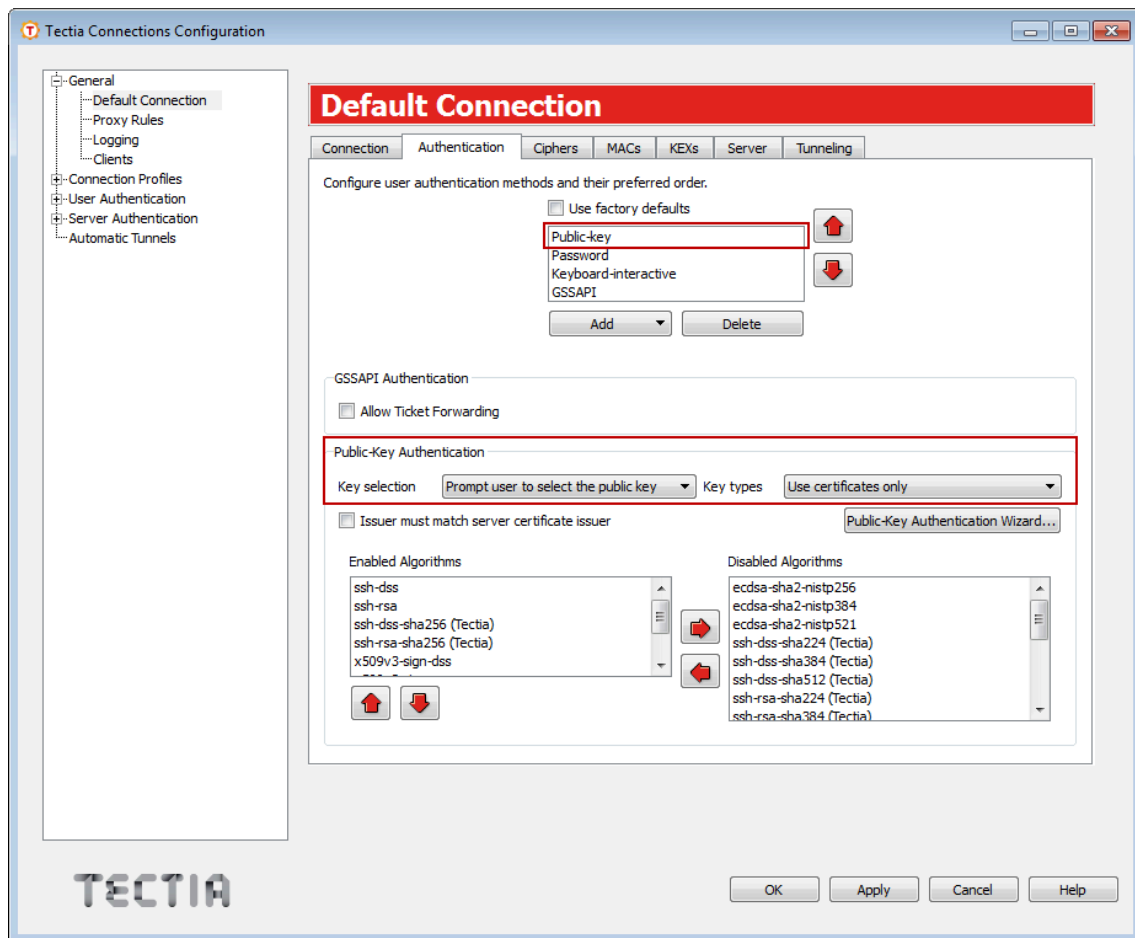 Tectia Connections Configuration
General
Default Connection
Proxy Rules
Logging
Clients
Connection Profiles
User Authentication
Server Authentication
Automatic Tunnels
Default Connection
Connection Authentication Ciphers MACs KEXs Server Tunneling
Configure user authentication methods and their preferred order.
Use factory defaults
Public-key
Password
Keyboard-interactive
GSSAPI
Add Delete
GSSAPI Authentication
Allow Ticket Forwarding
Public-Key Authentication
Key selection Prompt user to select the public key Key types Use certificates only
Issuer must match server certificate issuer Public-Key Authentication Wizard...
Enabled Algorithms
ssh-dss
ssh-rsa
ssh-dss-sha256 (Tectia)
ssh-rsa-sha256 (Tectia)
x509v3-sign-dss
Disabled Algorithms
ecdsa-sha2-nistp256
ecdsa-sha2-nistp384
ecdsa-sha2-nistp521
ssh-dss-sha224 (Tectia)
ssh-dss-sha384 (Tectia)
ssh-dss-sha512 (Tectia)
ssh-rsa-sha224 (Tectia)
ssh-rsa-sha384 (Tectia)
TECTIA
OK Apply Cancel Help